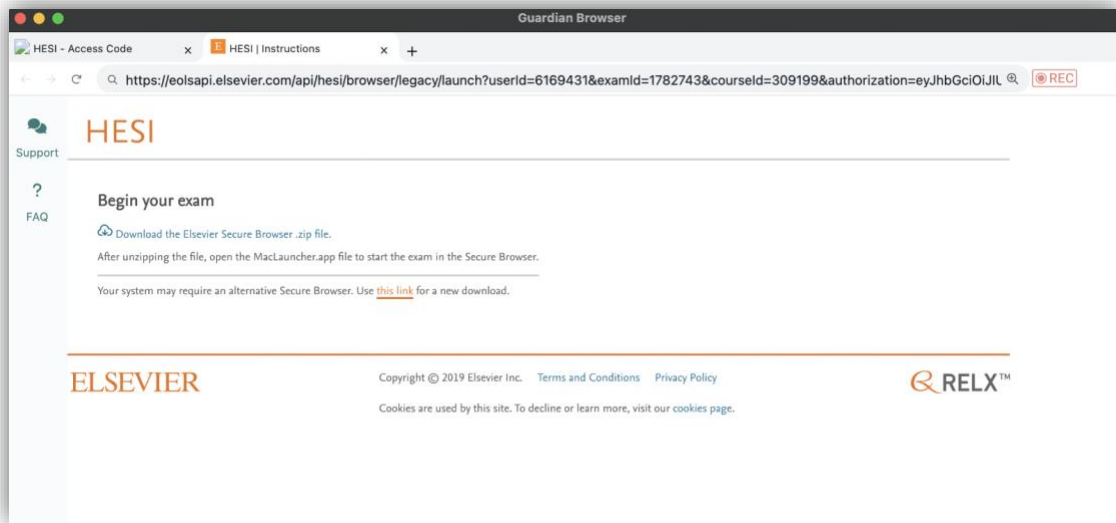 Guardian Browser
HESI - Access Code x HESI | Instructions x +
https://eolsapi.elsevier.com/api/hesi/browser/legacy/launch?userId=6169431&examId=1782743&courseId=309199&authorization=eyJhbGciOiJIU REC
Support
HESI
FAQ
Begin your exam
Download the Elsevier Secure Browser .zip file.
After unzipping the file, open the MacLauncher.app file to start the exam in the Secure Browser.
Your system may require an alternative Secure Browser. Use this link for a new download.
ELSEVIER
Copyright © 2019 Elsevier Inc. Terms and Conditions Privacy Policy
RELX™
Cookies are used by this site. To decline or learn more, visit our cookies page.